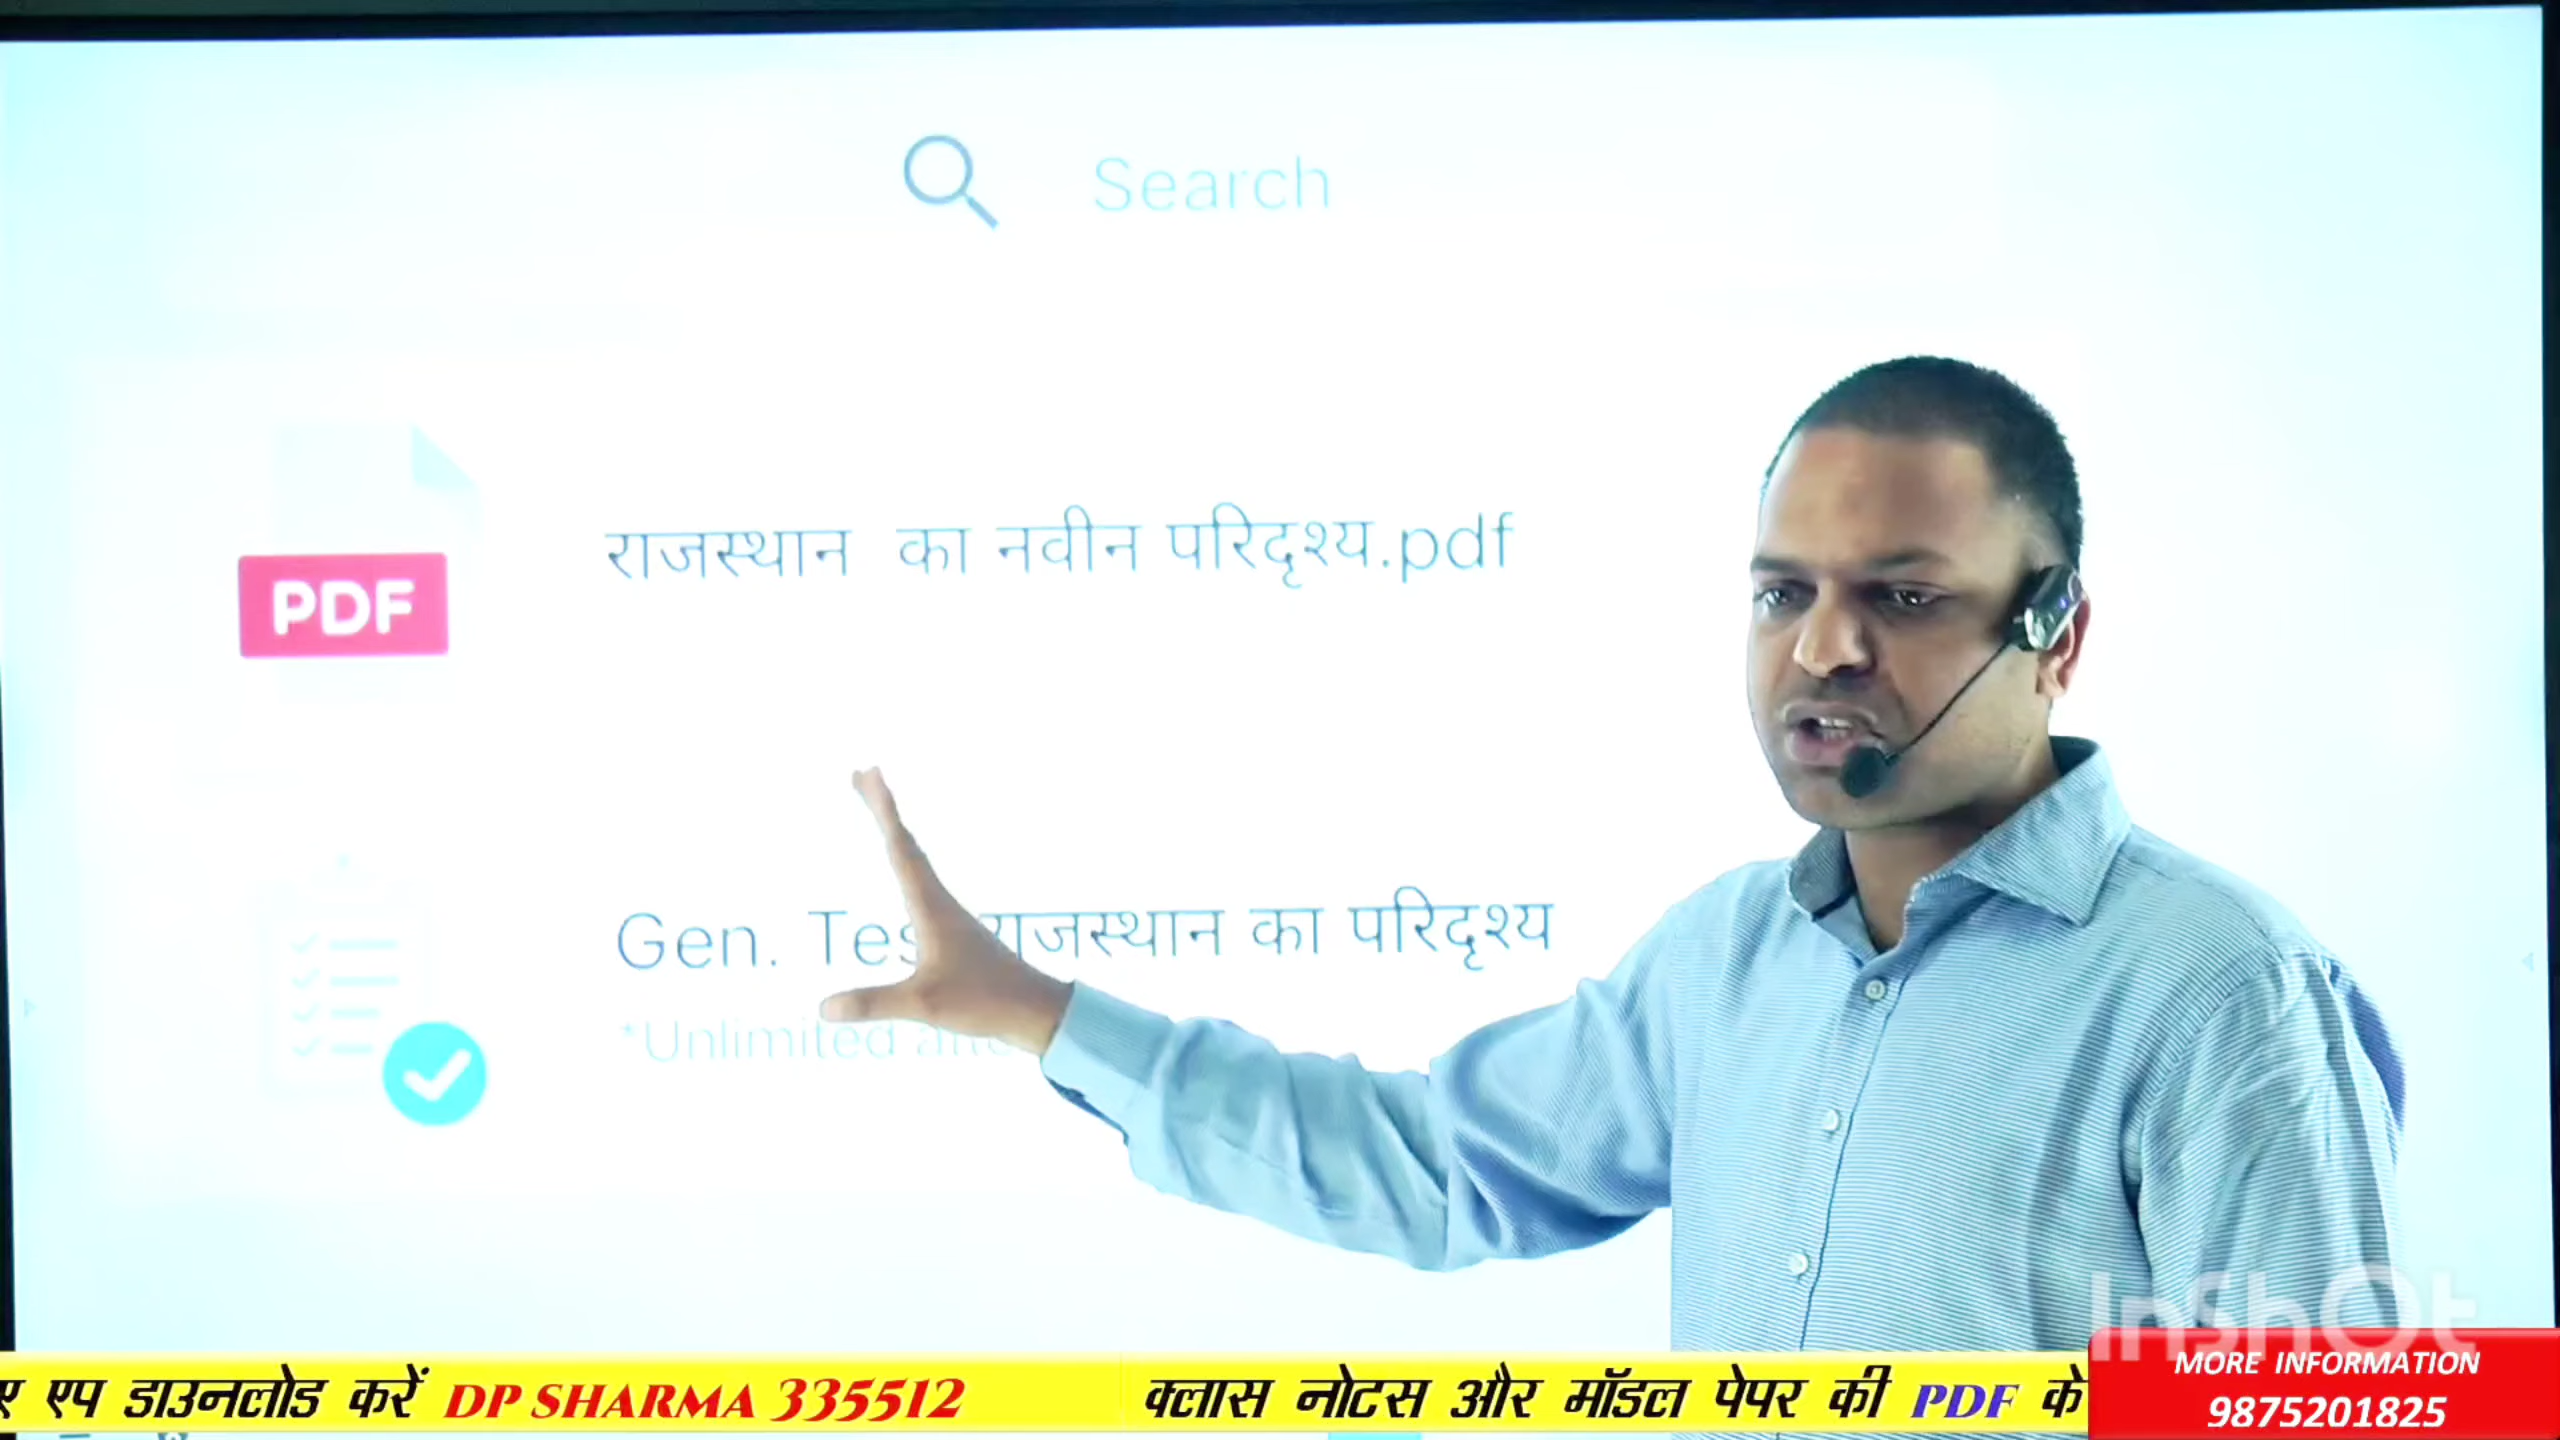 Search
राजस्थान का नवीन परिदृश्य.pdf
PDF
Gen. राजस्थान का परिदृश्य
*Unlimited
InShOt
एप डाउनलोड करें DP SHARMA 335512 क्लास नोटस और मॉडल पेपर की PDF के
MORE INFORMATION
9875201825